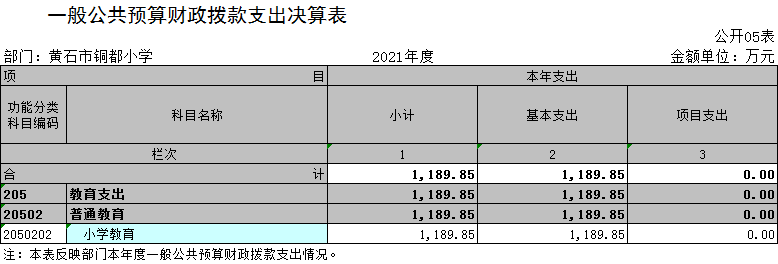 一般公共预算财政拨款支出决算表
公开05表
部门：黄石市铜都小学 2021年度 金额单位：万元
项 目 本年支出
功能分类科目编码 科目名称 小计 基本支出 项目支出
栏次 1 2 3
合 计 1,189.85 1,189.85 0.00
205 教育支出 1,189.85 1,189.85 0.00
20502 普通教育 1,189.85 1,189.85 0.00
2050202 小学教育 1,189.85 1,189.85 0.00
注：本表反映部门本年度一般公共预算财政拨款支出情况。